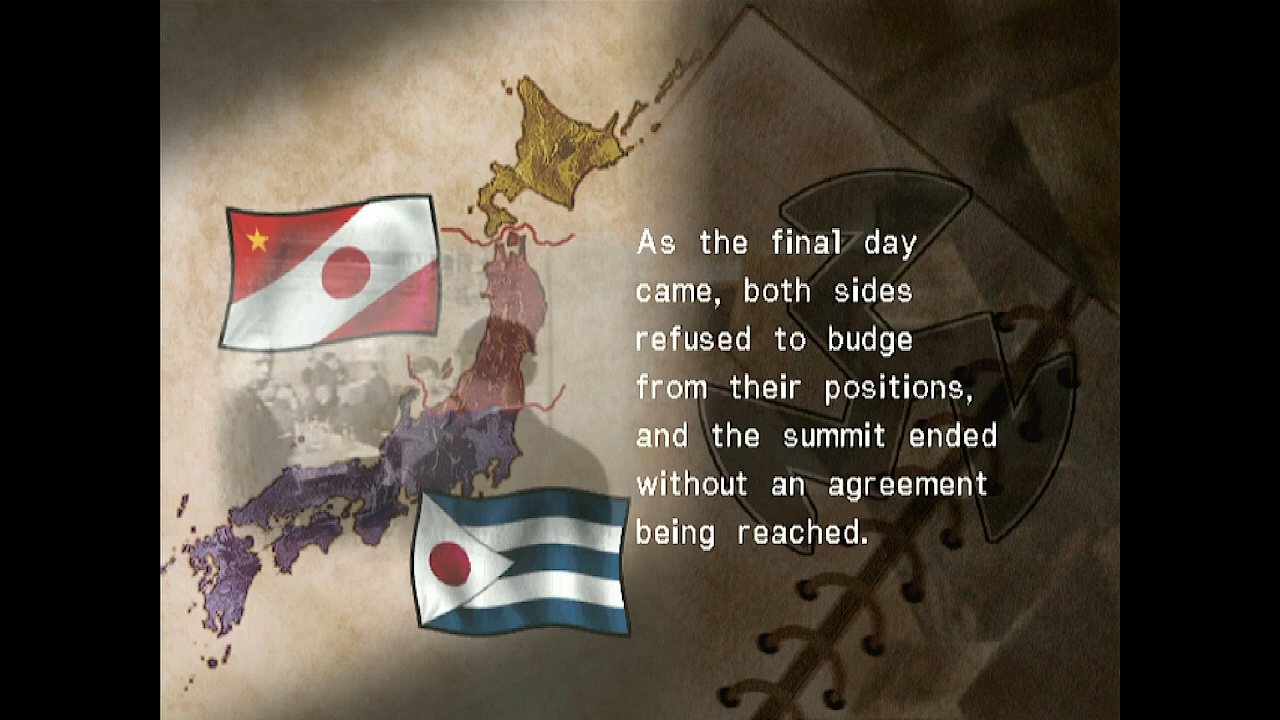 As the final day
came, both sides
refused to budge
from their positions,
and the summit ended
without an agreement
being reached.